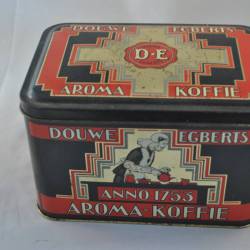 DOUWE EGBERTS
D·E
AROMA KOFFIE
DOUWE EGBERTS
ANNO 1753
AROMA-KOFFIE